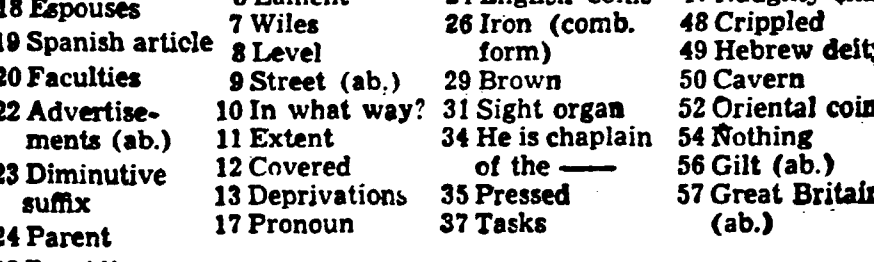 18 Espouses
19 Spanish article
20 Faculties
22 Advertise-
ments (ab.)
23 Diminutive
suffix
24 Parent
7 Wiles
8 Level
9 Street (ab.)
10 In what way?
11 Extent
12 Covered
13 Deprivations
17 Pronoun
26 Iron (comb.
form)
29 Brown
31 Sight organ
34 He is chaplain
of the ——
35 Pressed
37 Tasks
48 Crippled
49 Hebrew deity
50 Cavern
52 Oriental coin
54 Nothing
56 Gilt (ab.)
57 Great Britain
(ab.)